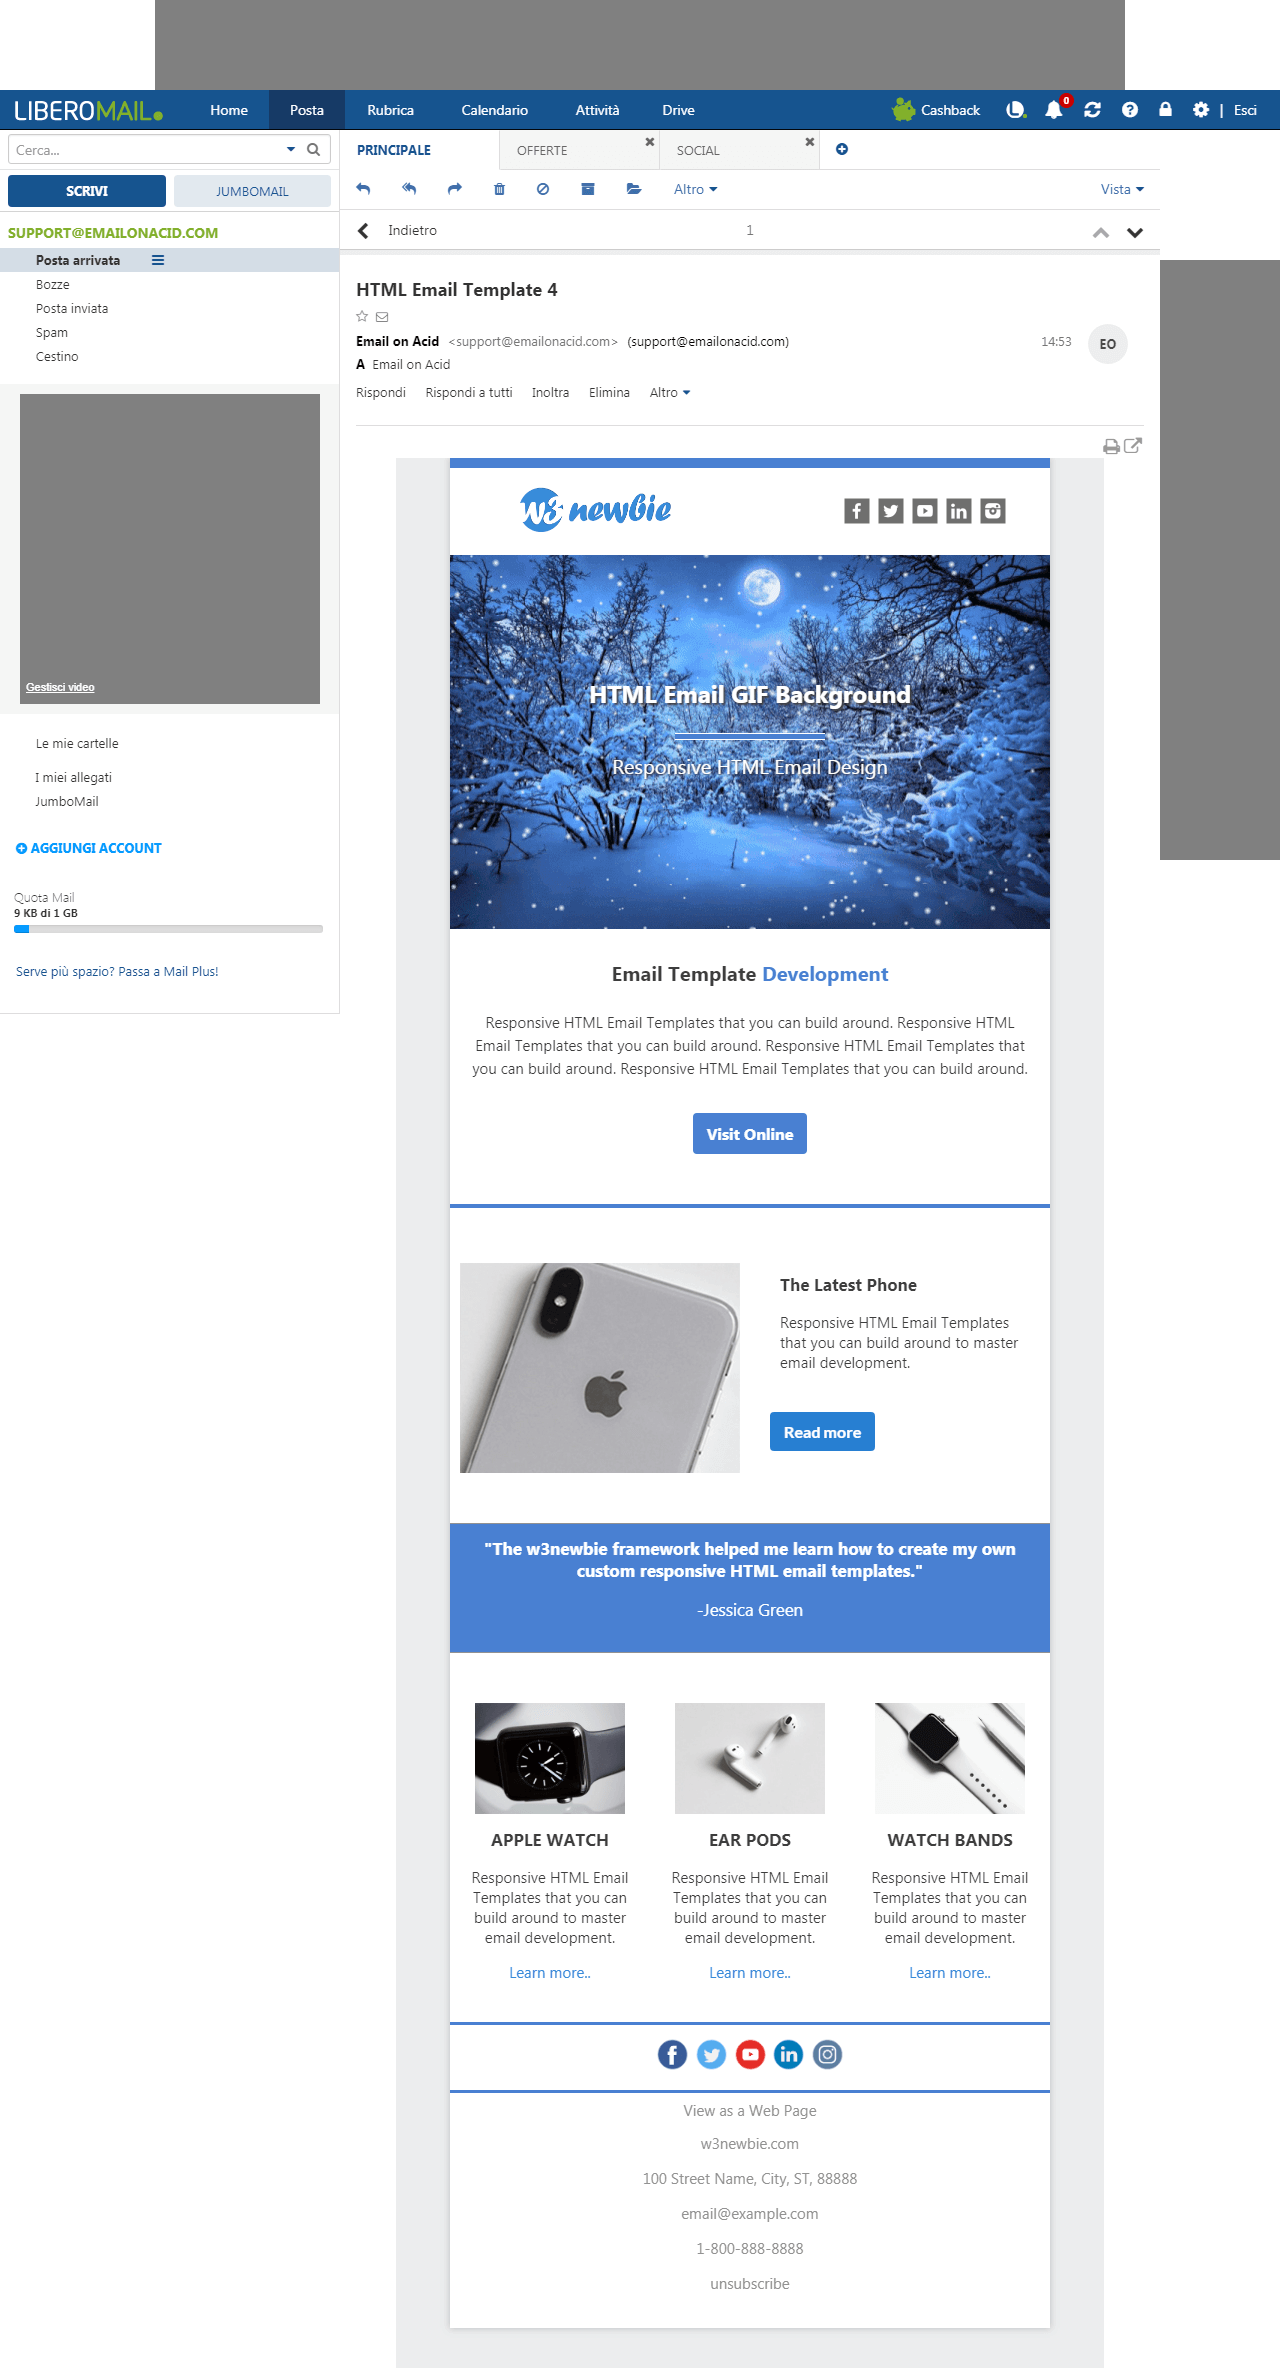 LIBEROMAIL
Home
Posta
Rubrica
Calendario
Attività
Drive
Cashback
0
| Esci
Cerca...
PRINCIPALE
OFFERTE
SOCIAL
SCRIVI
JUMBOMAIL
Altro
Vista
SUPPORT@EMAILONACID.COM
Indietro
1
Posta arrivata
Bozze
Posta inviata
Spam
Cestino
HTML Email Template 4
Email on Acid <support@emailonacid.com> (support@emailonacid.com)
14:53
EO
A Email on Acid
Rispondi Rispondi a tutti Inoltra Elimina Altro
Gestisci video
Le mie cartelle
I miei allegati
JumboMail
AGGIUNGI ACCOUNT
Quota Mail
9 KB di 1 GB
Serve più spazio? Passa a Mail Plus!
w3 newbie
HTML Email GIF Background
Responsive HTML Email Design
Email Template Development
Responsive HTML Email Templates that you can build around. Responsive HTML
Email Templates that you can build around. Responsive HTML Email Templates that
you can build around. Responsive HTML Email Templates that you can build around.
Visit Online
The Latest Phone
Responsive HTML Email Templates
that you can build around to master
email development.
Read more
"The w3newbie framework helped me learn how to create my own
custom responsive HTML email templates."
-Jessica Green
APPLE WATCH
Responsive HTML Email
Templates that you can
build around to master
email development.
Learn more..
EAR PODS
Responsive HTML Email
Templates that you can
build around to master
email development.
Learn more..
WATCH BANDS
Responsive HTML Email
Templates that you can
build around to master
email development.
Learn more..
View as a Web Page
w3newbie.com
100 Street Name, City, ST, 88888
email@example.com
1-800-888-8888
unsubscribe